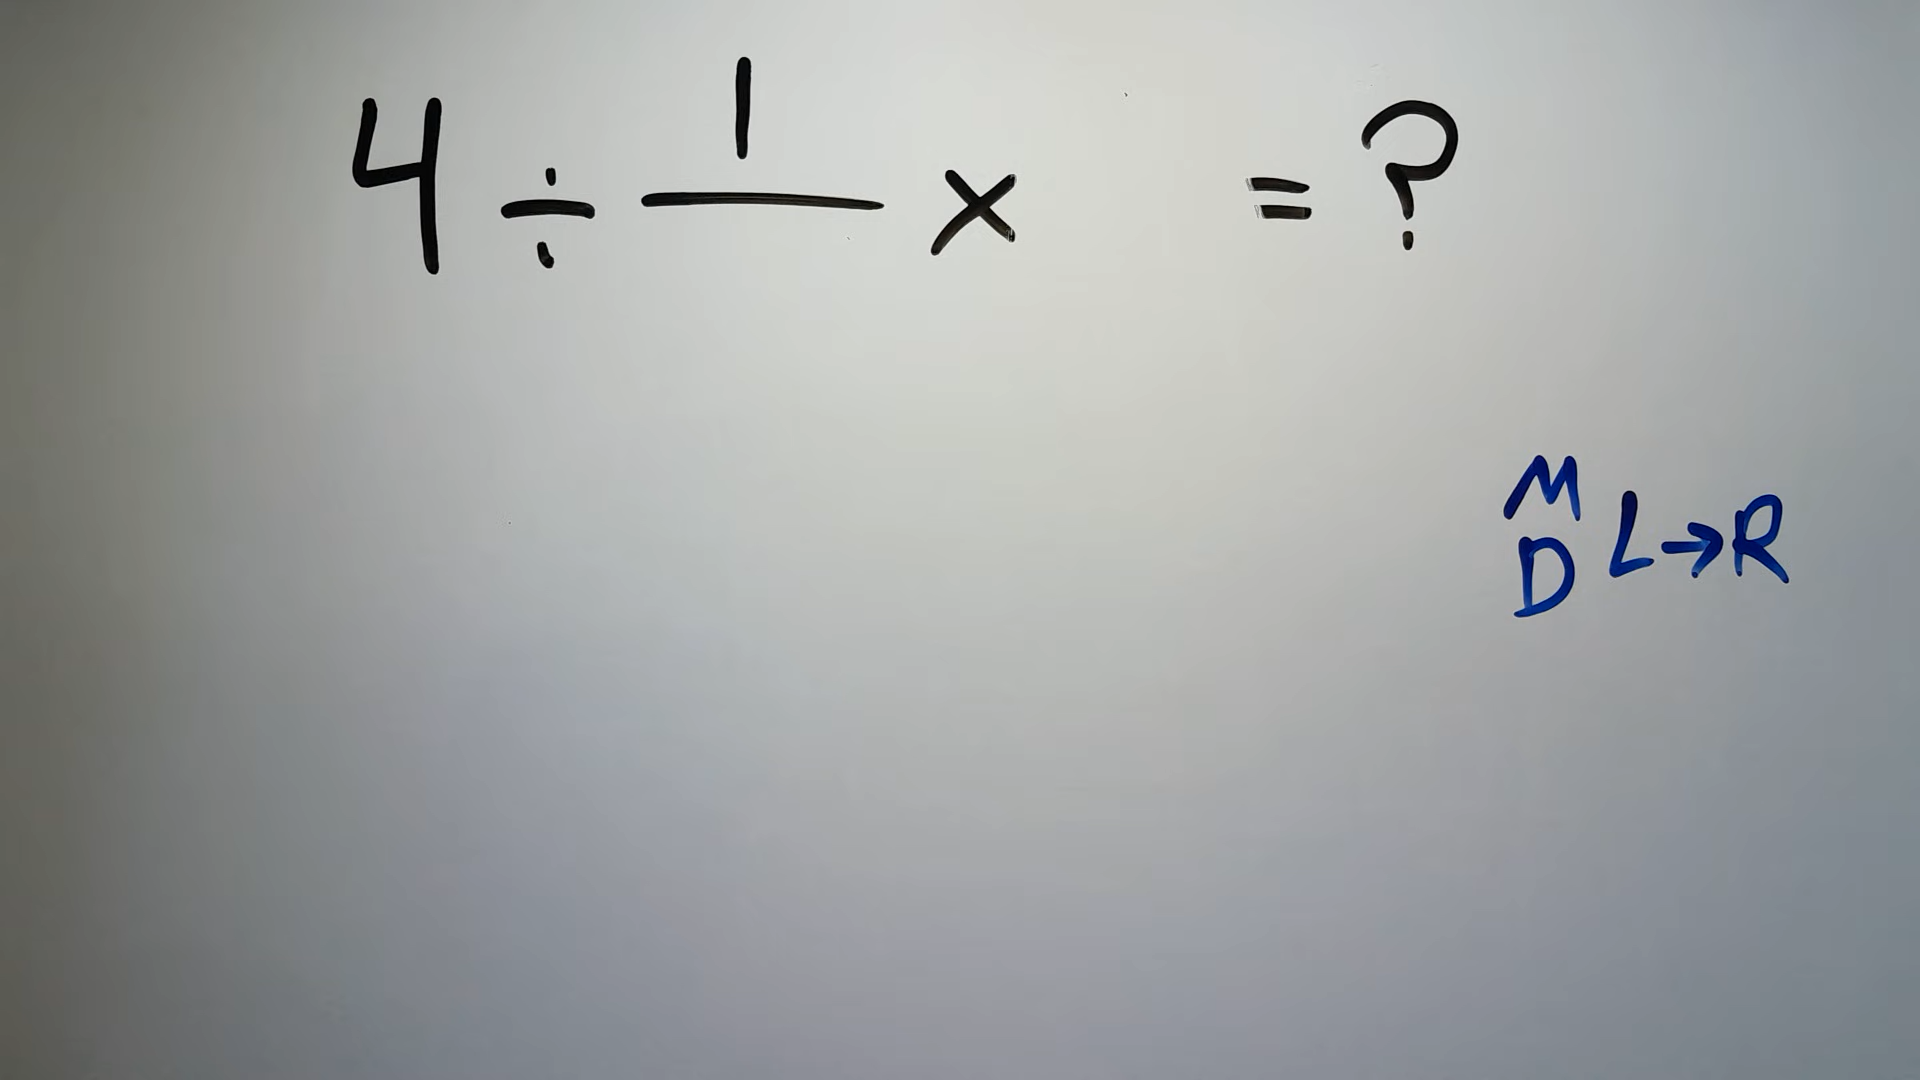 4 ÷ 1/ × = ?
M
D L→R